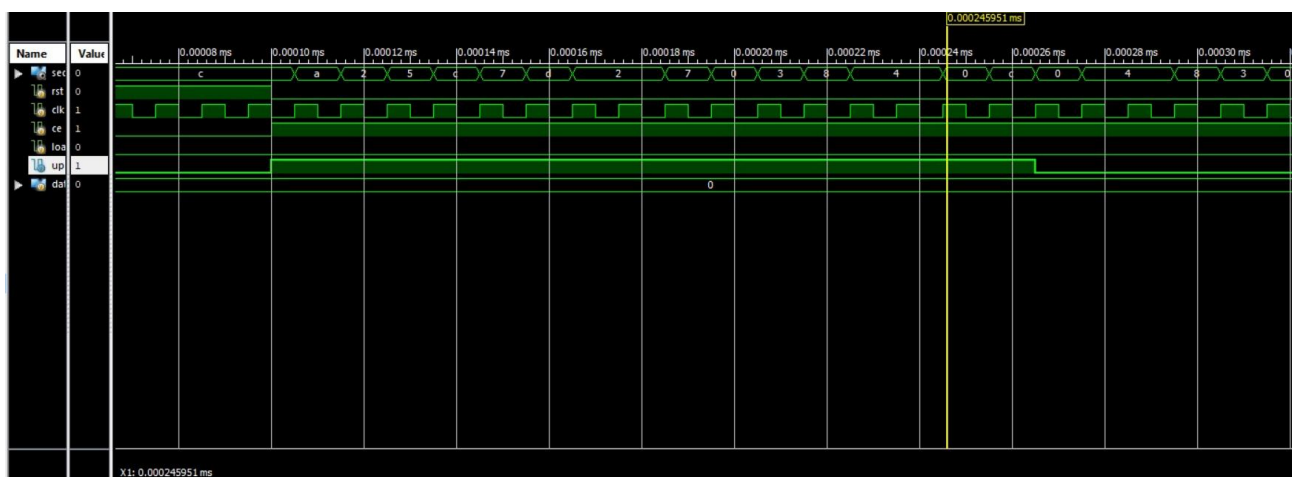 0.000245951 ms
Name Value 0.00008 ms 0.00010 ms 0.00012 ms 0.00014 ms 0.00016 ms 0.00018 ms 0.00020 ms 0.00022 ms 0.00024 ms 0.00026 ms 0.00028 ms 0.00030 ms
sec 0 c a 2 5 c 7 d 2 7 0 3 8 4 0 c 0 4 8 3 0
rst 0
clk 1
ce 1
loa 0
up 1
dat 0 0
X1: 0.000245951 ms